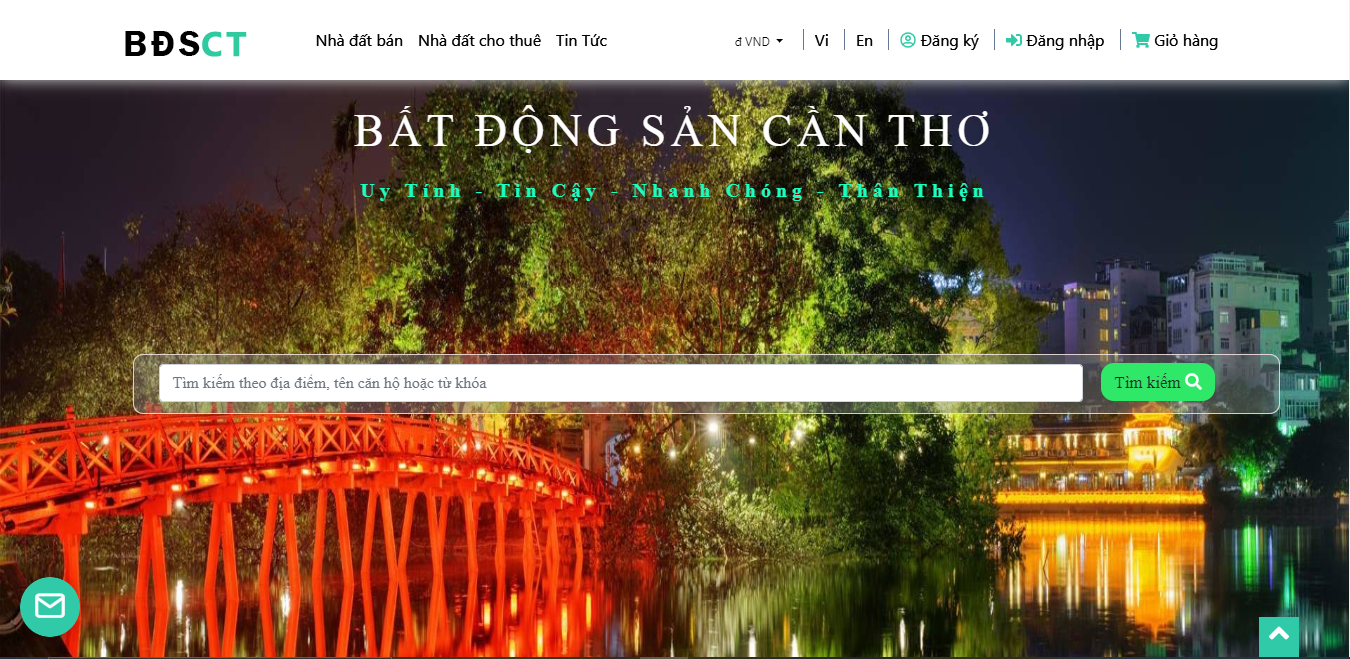 BĐSCT
Nhà đất bán Nhà đất cho thuê Tin Tức đ VND Vi En Đăng ký Đăng nhập Giỏ hàng
BẤT ĐỘNG SẢN CẦN THƠ
Uy Tính - Tin Cậy - Nhanh Chóng - Thân Thiện
Tìm kiếm theo địa điểm, tên căn hộ hoặc từ khóa
Tìm kiếm